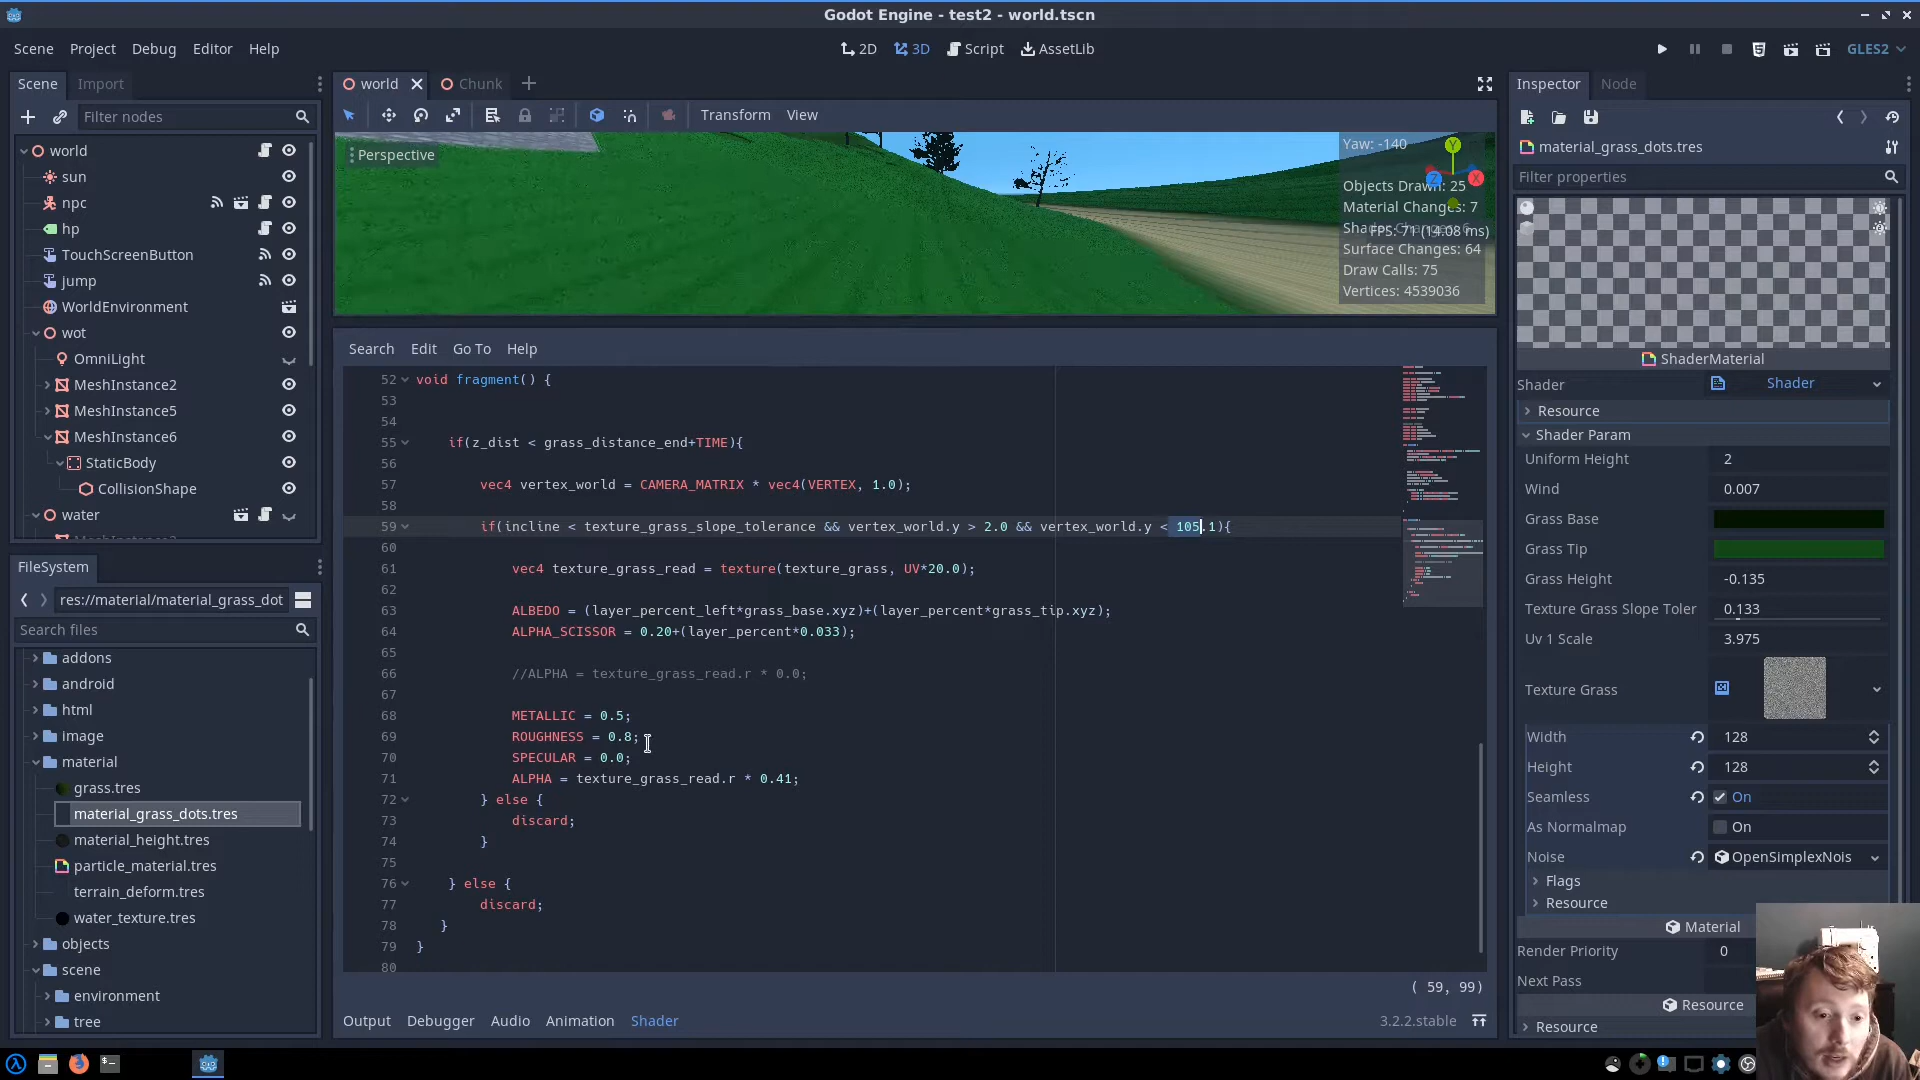 Godot Engine - test2 - world.tscn
Scene Project Debug Editor Help
2D 3D Script AssetLib
GLES2
Scene Import
Filter nodes
world
sun
npc
hp
TouchScreenButton
jump
WorldEnvironment
wot
OmniLight
MeshInstance2
MeshInstance5
MeshInstance6
StaticBody
CollisionShape
water
FileSystem
res://material/material_grass_dot
Search files
addons
android
html
image
material
grass.tres
material_grass_dots.tres
material_height.tres
particle_material.tres
terrain_deform.tres
water_texture.tres
objects
scene
environment
tree
world Chunk
Transform View
Perspective
Yaw: -140
Objects Drawn: 25
Material Changes: 7
FPS: 71 (14.08 ms)
Surface Changes: 64
Draw Calls: 75
Vertices: 4539036
Y
Z
X
Search Edit Go To Help
52 void fragment() {
53
54
55 if(z_dist < grass_distance_end+TIME){
56
57 vec4 vertex_world = CAMERA_MATRIX * vec4(VERTEX, 1.0);
58
59 if(incline < texture_grass_slope_tolerance && vertex_world.y > 2.0 && vertex_world.y < 105.1){
60
61 vec4 texture_grass_read = texture(texture_grass, UV*20.0);
62
63 ALBEDO = (layer_percent_left*grass_base.xyz)+(layer_percent*grass_tip.xyz);
64 ALPHA_SCISSOR = 0.20+(layer_percent*0.033);
65
66 //ALPHA = texture_grass_read.r * 0.0;
67
68 METALLIC = 0.5;
69 ROUGHNESS = 0.8;
70 SPECULAR = 0.0;
71 ALPHA = texture_grass_read.r * 0.41;
72 } else {
73 discard;
74 }
75
76 } else {
77 discard;
78 }
79 }
80
( 59, 99)
Output Debugger Audio Animation Shader
3.2.2.stable
Inspector Node
material_grass_dots.tres
Filter properties
ShaderMaterial
Shader Shader
Resource
Shader Param
Uniform Height 2
Wind 0.007
Grass Base
Grass Tip
Grass Height -0.135
Texture Grass Slope Toler 0.133
Uv 1 Scale 3.975
Texture Grass
Width 128
Height 128
Seamless On
As Normalmap On
Noise OpenSimplexNois
Flags
Resource
Material
Render Priority 0
Next Pass
Resource
Resource